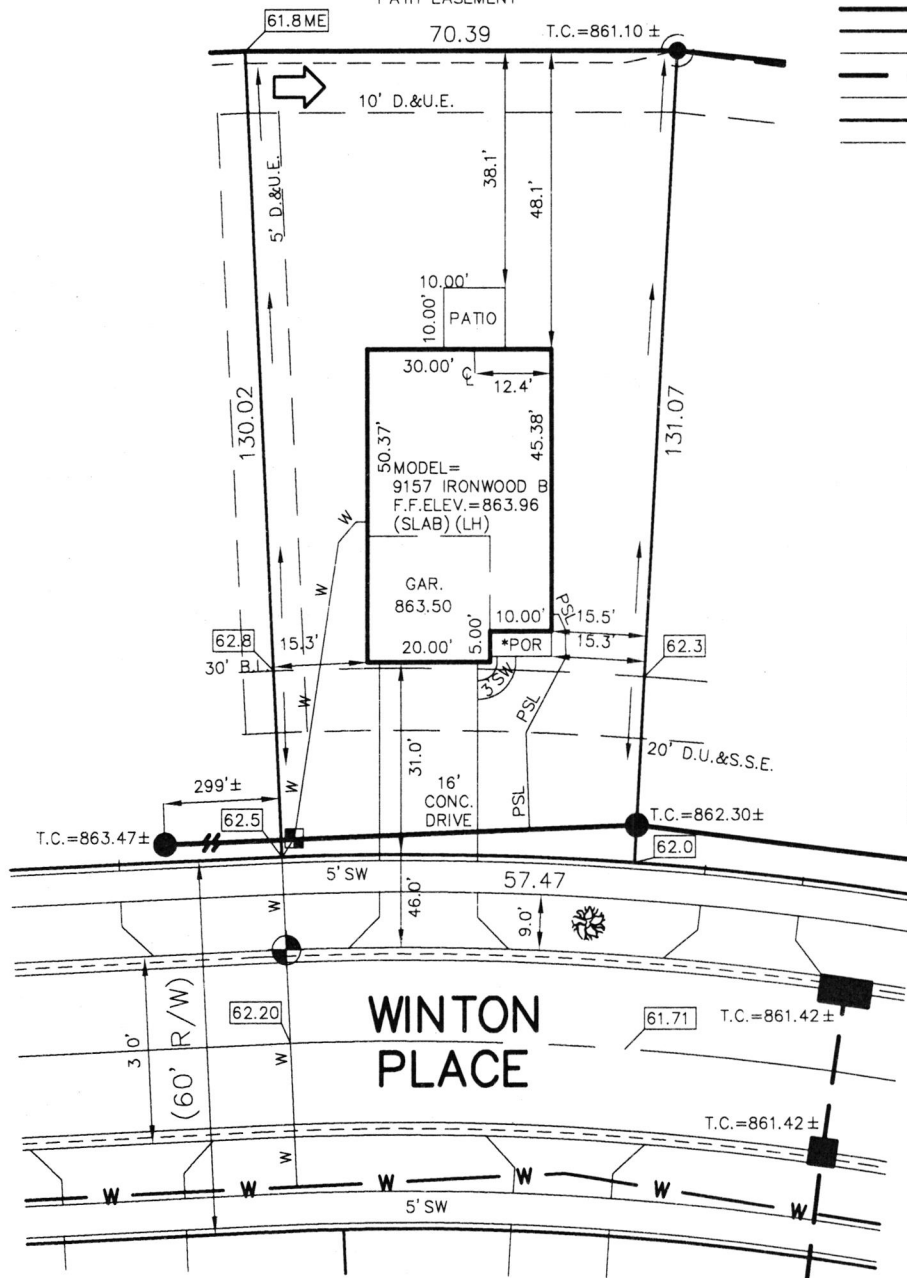 PATH EASEMENT
61.8 ME
70.39
T.C.=861.10 ±
10' D.&U.E.
5' D.&U.E.
38.1'
48.1'
10.00'
10.00'
PATIO
30.00'
℄
12.4'
130.02
131.07
50.37'
45.38'
MODEL=
9157 IRONWOOD B
F.F.ELEV.=863.96
(SLAB) (LH)
W
GAR.
863.50
W
PSL
10.00'
15.5'
62.8
15.3'
20.00'
5.00'
*POR
15.3'
62.3
30' B.L
W
3'SW
PSL
20' D.U.&S.S.E.
31.0'
299'±
W
16'
CONC.
DRIVE
PSL
T.C.=863.47±
62.5
T.C.=862.30±
62.0
5' SW
57.47
W
46.0'
9.0'
3 0'
(60' R/W)
62.20
WINTON
PLACE
61.71
T.C.=861.42±
W
T.C.=861.42±
W
W
W
W
W
W
W
5' SW